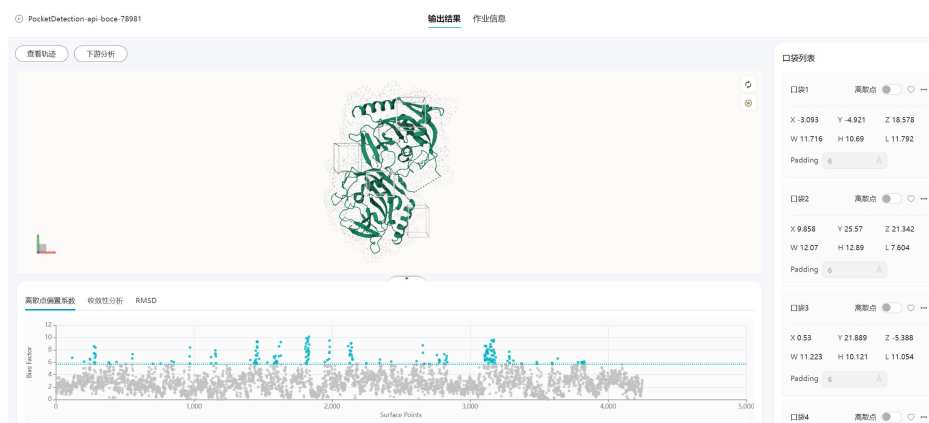 PocketDetection-api-boce-78981
输出结果 作业信息
查看轨迹 下游分析
离散点偏置系数 收敛性分析 RMSD
Bias Factor
12
10
8
6
4
2
0
0 1,000 2,000 3,000 4,000 5,000
Surface Points
口袋列表
口袋1 离散点
X -3.093 Y -4.921 Z 18.578
W 11.716 H 10.69 L 11.792
Padding 6 Å
口袋2 离散点
X 9.858 Y 25.57 Z 21.342
W 12.07 H 12.89 L 7.604
Padding 6 Å
口袋3 离散点
X 0.53 Y 21.889 Z -5.388
W 11.223 H 10.121 L 11.054
Padding 6 Å
口袋4 离散点